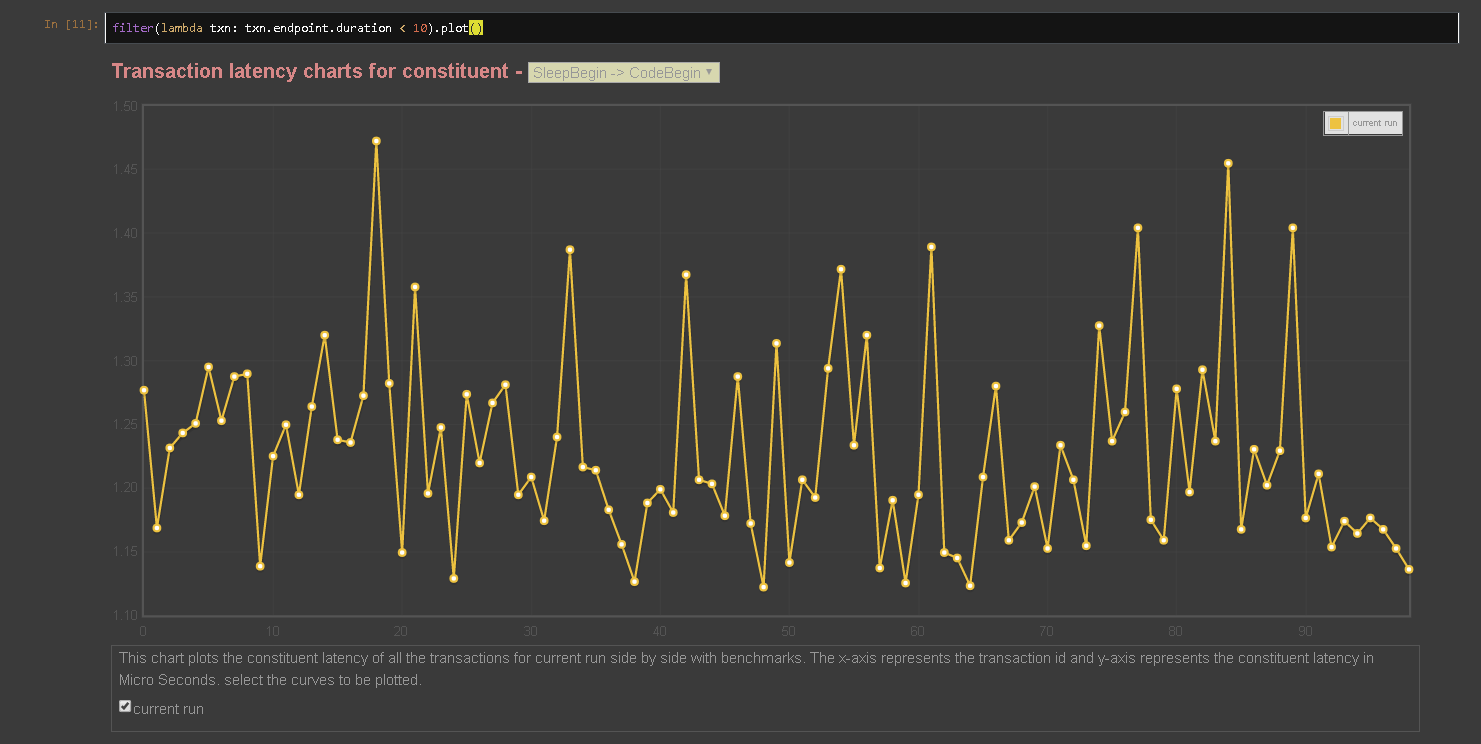 In [11]: filter(lambda txn: txn.endpoint.duration < 10).plot()
Transaction latency charts for constituent - SleepBegin -> CodeBegin
1.50
current run
1.45
1.40
1.35
1.30
1.25
1.20
1.15
1.10
0 10 20 30 40 50 60 70 80 90
This chart plots the constituent latency of all the transactions for current run side by side with benchmarks. The x-axis represents the transaction id and y-axis represents the constituent latency in
Micro Seconds. select the curves to be plotted.
current run